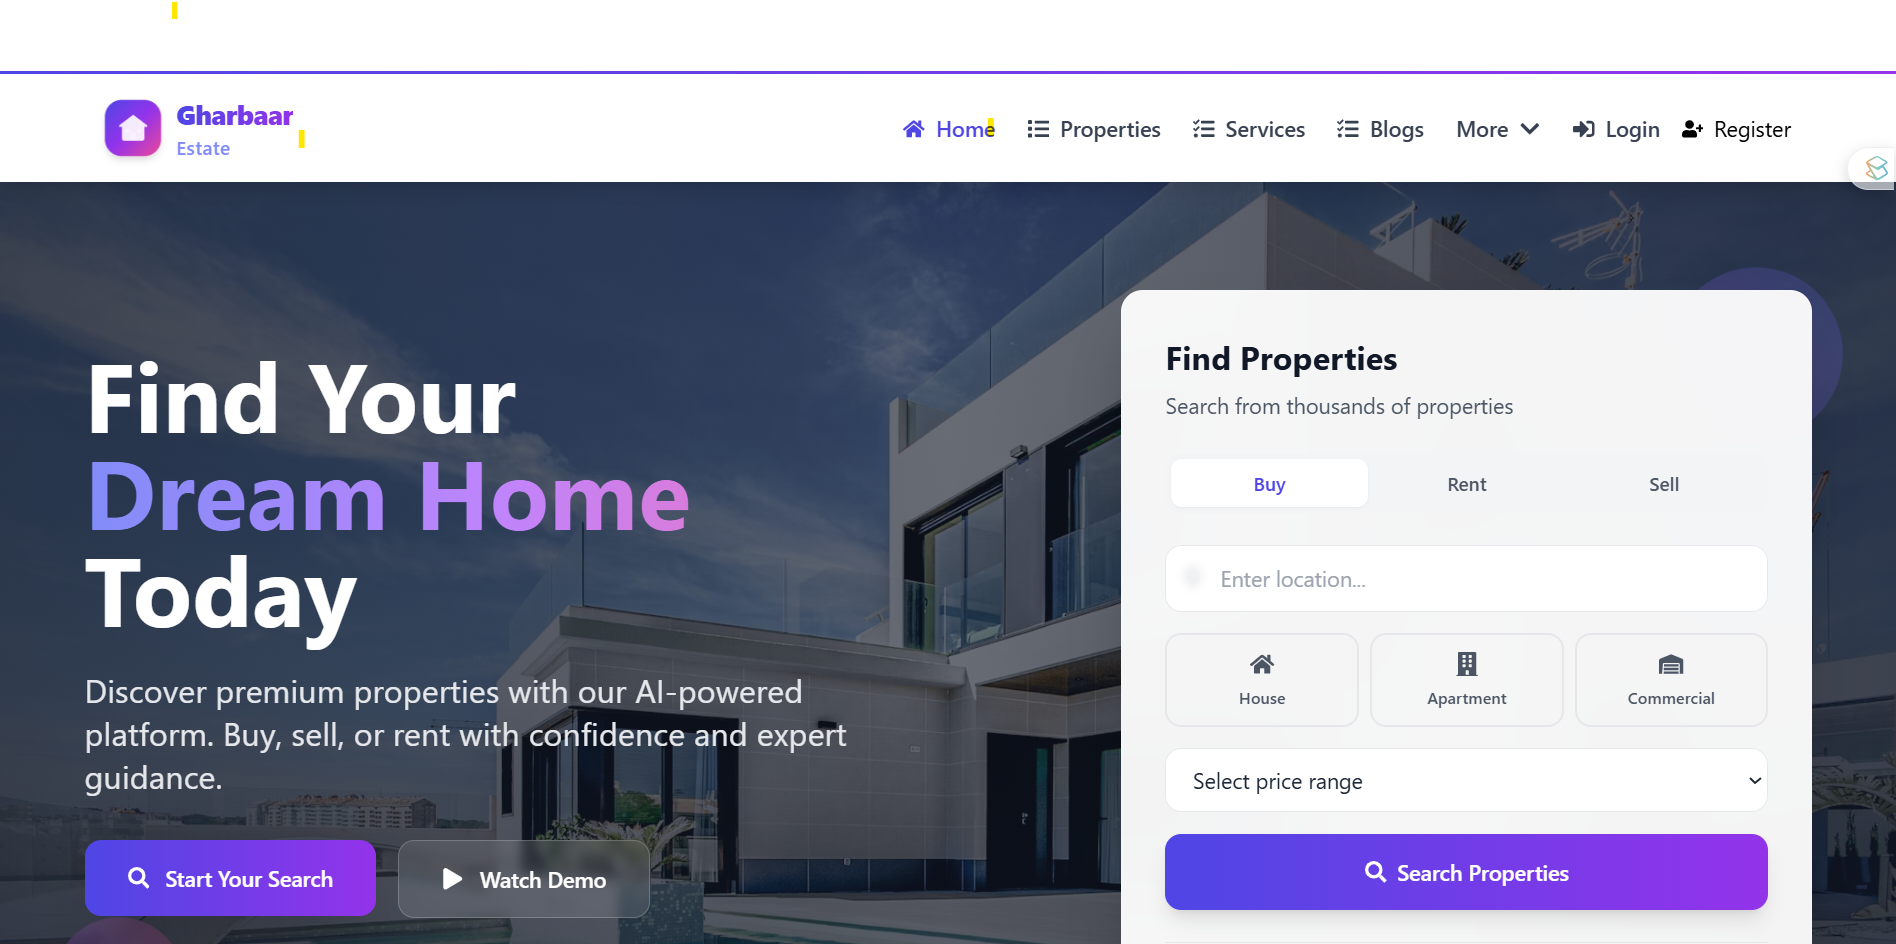 Gharbaar
Estate
Home
Properties
Services
Blogs
More
Login
Register
Find Your
Dream Home
Today
Discover premium properties with our AI-powered
platform. Buy, sell, or rent with confidence and expert
guidance.
Start Your Search
Watch Demo
Find Properties
Search from thousands of properties
Buy
Rent
Sell
Enter location...
House
Apartment
Commercial
Select price range
Search Properties